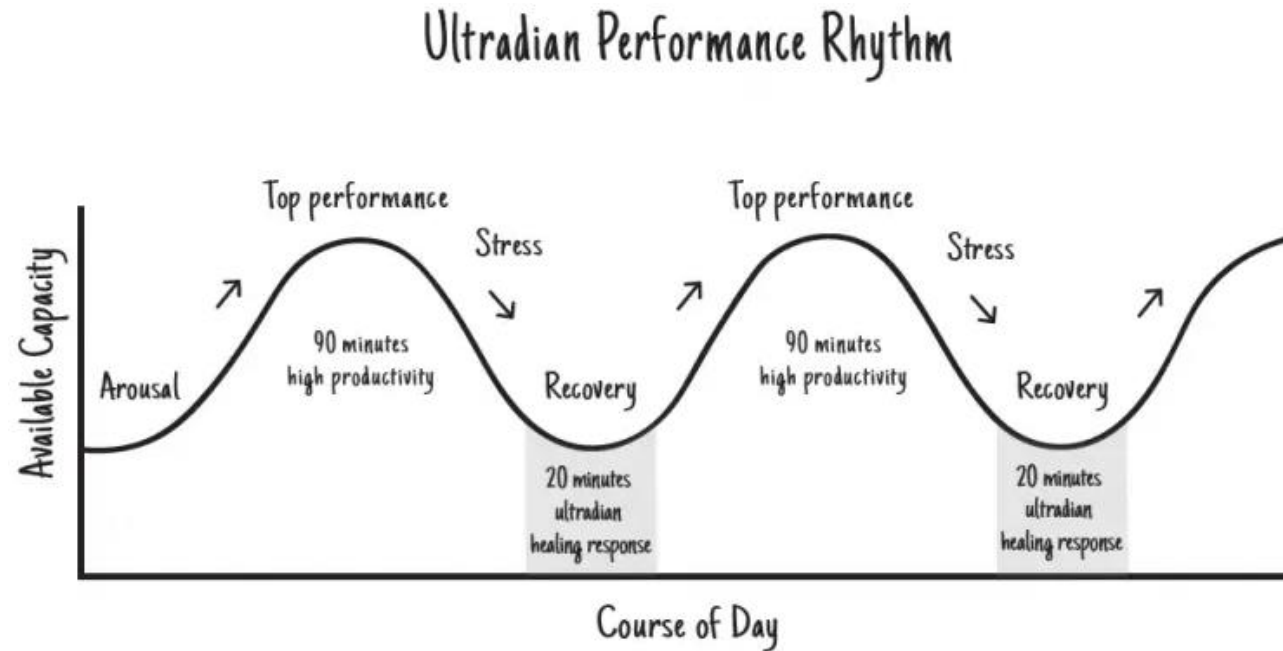 Ultradian Performance Rhythm
Top performance
Top performance
Stress
Stress
90 minutes
high productivity
90 minutes
high productivity
Arousal
Recovery
Recovery
Available Capacity
20 minutes
ultradian
healing response
20 minutes
ultradian
healing response
Course of Day